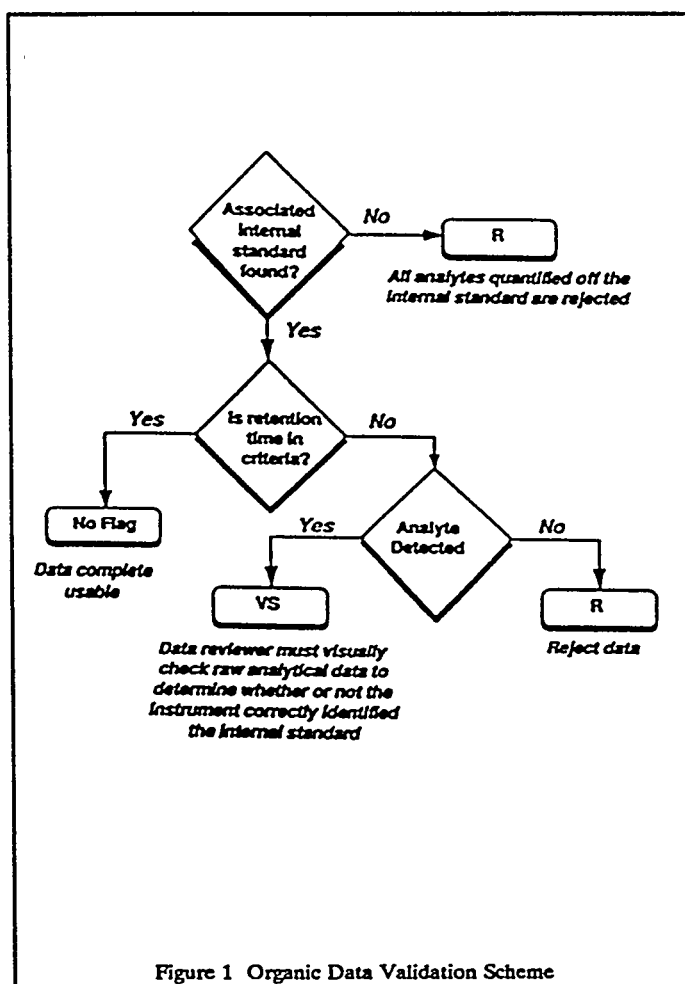 Associated
internal
standard
found?
No
R
All analytes quantified off the
internal standard are rejected
Yes
Is retention
time in
criteria?
Yes
No
No Flag
Data complete
usable
Analyte
Detected
Yes
No
VS
Data reviewer must visually
check raw analytical data to
determine whether or not the
instrument correctly identified
the internal standard
R
Reject data
Figure 1 Organic Data Validation Scheme